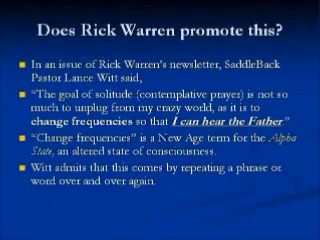 Does Rick Warren promote this?
In an issue of Rick Warren's newsletter, SaddleBack
Pastor Lance Witt said,
"The goal of solitude (contemplative prayer) is not so
much to unplug from my crazy world, as it is to
change frequencies so that I can hear the Father"
"Change frequencies" is a New Age term for the Alpha
State, an altered state of consciousness.
Witt admits that this comes by repeating a phrase or
word over and over again.